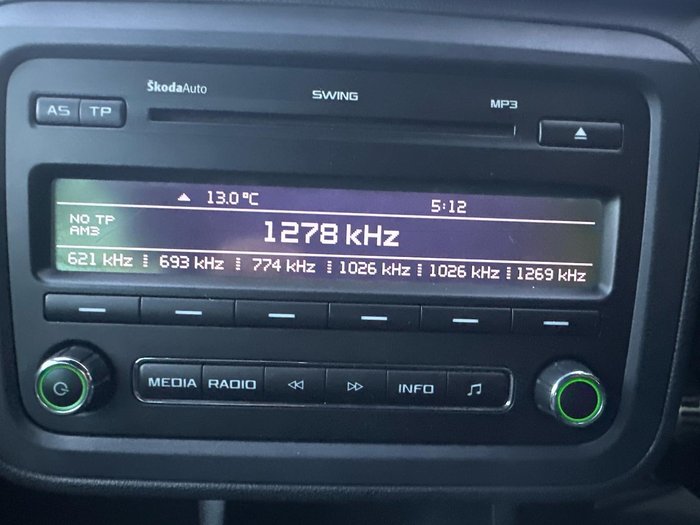 ŠkodaAuto
SWING
MP3
AS TP
13.0 °C 5:12
NO TP
AM3
1278 kHz
621 kHz 693 kHz 774 kHz 1026 kHz 1026 kHz 1269 kHz
MEDIA RADIO INFO